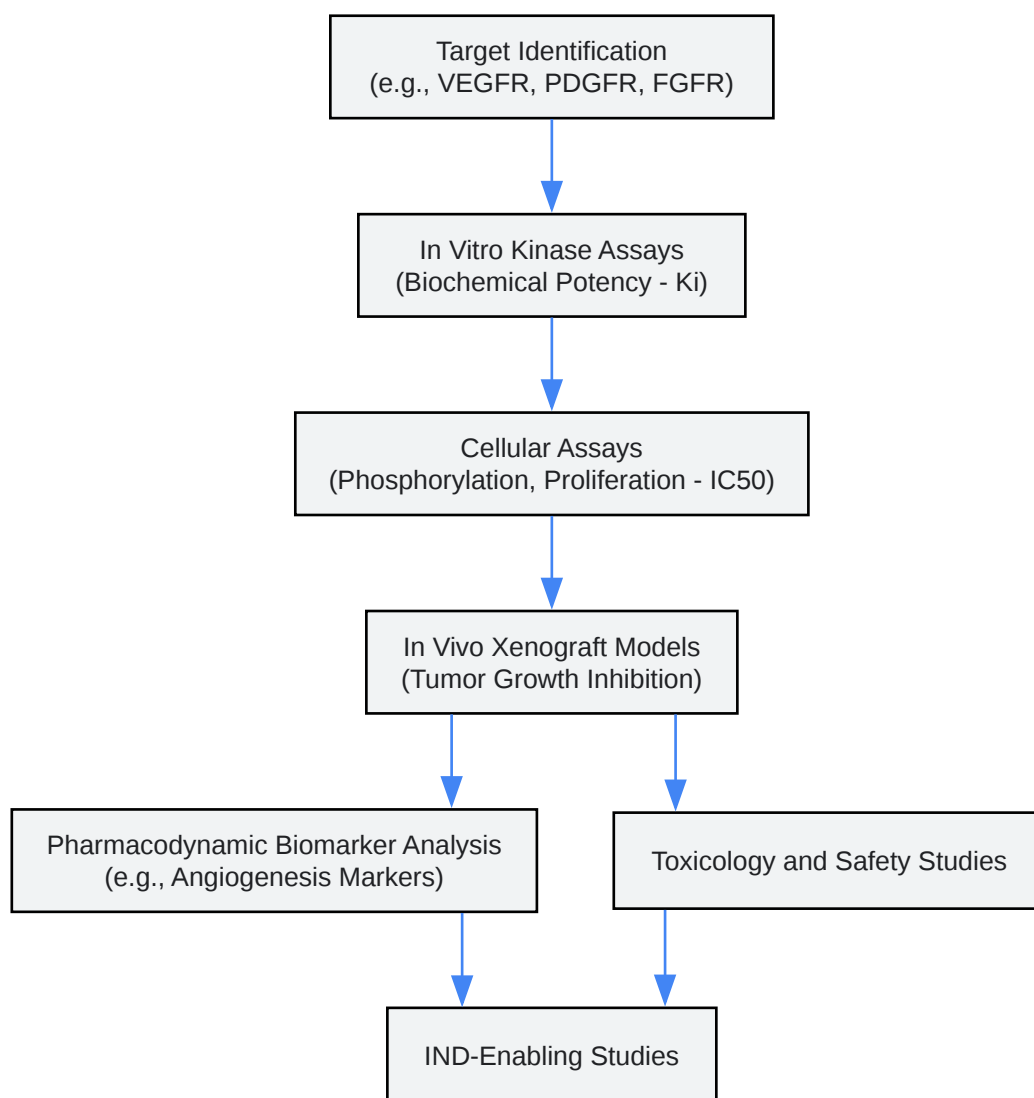 Target Identification
(e.g., VEGFR, PDGFR, FGFR)
In Vitro Kinase Assays
(Biochemical Potency - Ki)
Cellular Assays
(Phosphorylation, Proliferation - IC50)
In Vivo Xenograft Models
(Tumor Growth Inhibition)
Pharmacodynamic Biomarker Analysis
(e.g., Angiogenesis Markers)
Toxicology and Safety Studies
IND-Enabling Studies